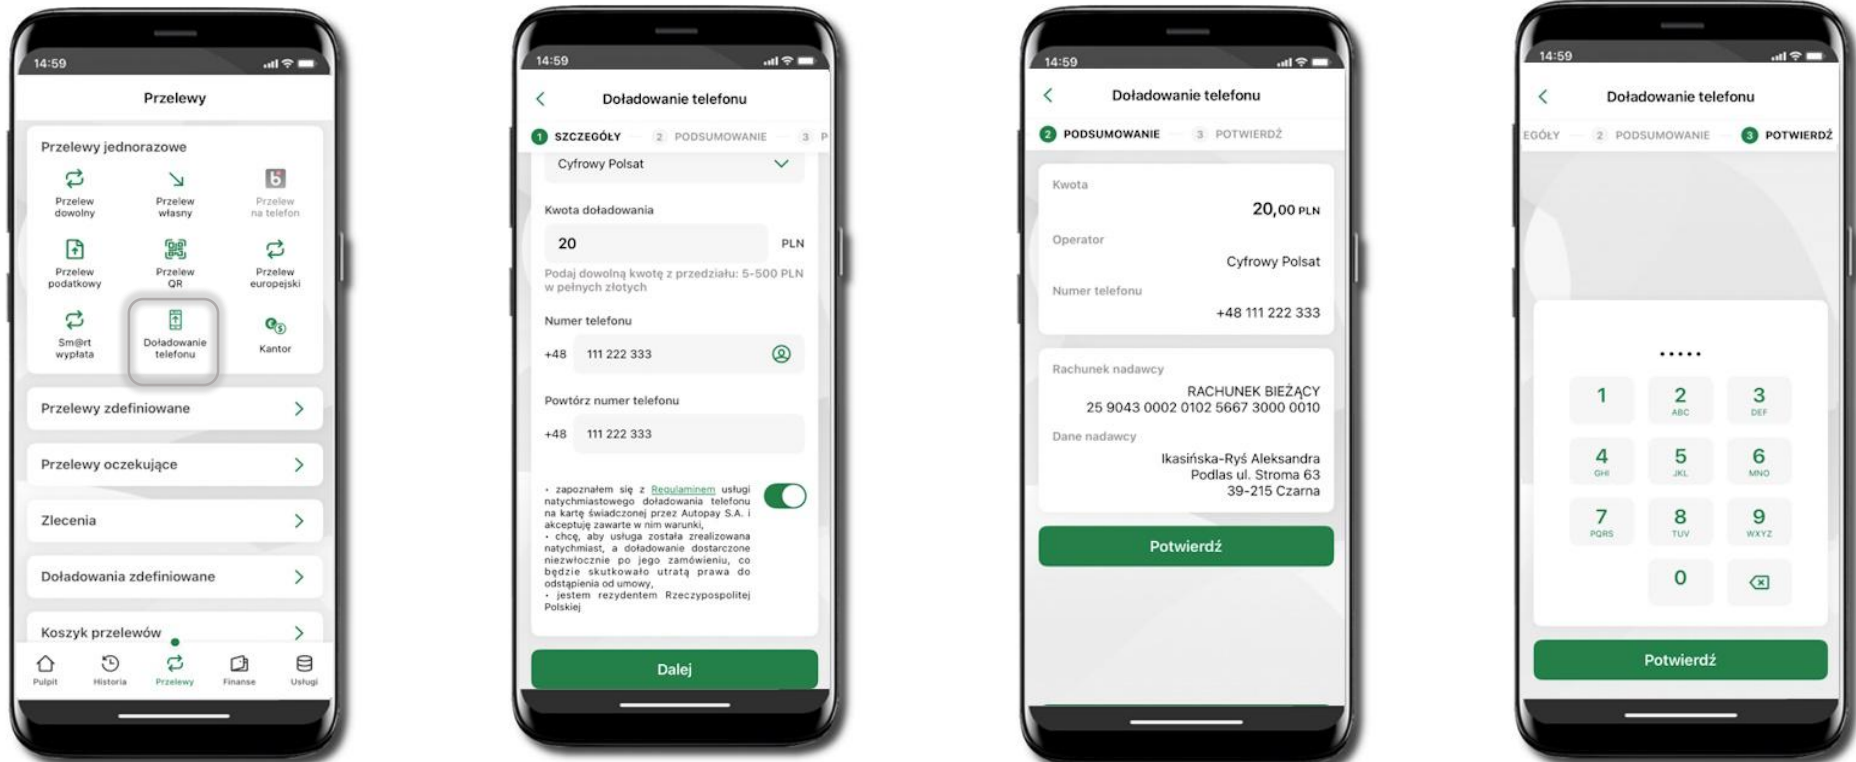 14:59
Przelewy
Przelewy jednorazowe
Przelew
dowolny
Przelew
własny
Przelew
na telefon
Przelew
podatkowy
Przelew
QR
Przelew
europejski
Sm@rt
wypłata
Doładowanie
telefonu
Kantor
Przelewy zdefiniowane
Przelewy oczekujące
Zlecenia
Doładowania zdefiniowane
Koszyk przelewów
Pulpit
Historia
Przelewy
Finanse
Usługi
14:59
Doładowanie telefonu
1 SZCZEGÓŁY 2 PODSUMOWANIE 3 P
Cyfrowy Polsat
Kwota doładowania
20 PLN
Podaj dowolną kwotę z przedziału: 5-500 PLN
w pełnych złotych
Numer telefonu
+48 111 222 333
Powtórz numer telefonu
+48 111 222 333
• zapoznałem się z Regulaminem usługi
natychmiastowego doładowania telefonu
na kartę świadczonej przez Autopay S.A. i
akceptuję zawarte w nim warunki,
• chcę, aby usługa została zrealizowana
natychmiast, a doładowanie dostarczone
niezwłocznie po jego zamówieniu, co
będzie skutkowało utratą prawa do
odstąpienia od umowy,
• jestem rezydentem Rzeczypospolitej
Polskiej
Dalej
14:59
Doładowanie telefonu
2 PODSUMOWANIE 3 POTWIERDŹ
Kwota
20,00 PLN
Operator
Cyfrowy Polsat
Numer telefonu
+48 111 222 333
Rachunek nadawcy
RACHUNEK BIEŻĄCY
25 9043 0002 0102 5667 3000 0010
Dane nadawcy
Ikasińska-Ryś Aleksandra
Podlas ul. Stroma 63
39-215 Czarna
Potwierdź
14:59
Doładowanie telefonu
EGÓŁY 2 PODSUMOWANIE 3 POTWIERDŹ
•••••
1 2 3
ABC DEF
4 5 6
GHI JKL MNO
7 8 9
PQRS TUV WXYZ
0
Potwierdź